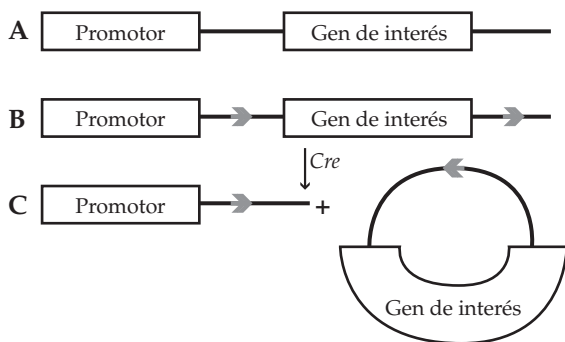 A Promotor Gen de interés
B Promotor Gen de interés
Cre
C Promotor +
Gen de interés